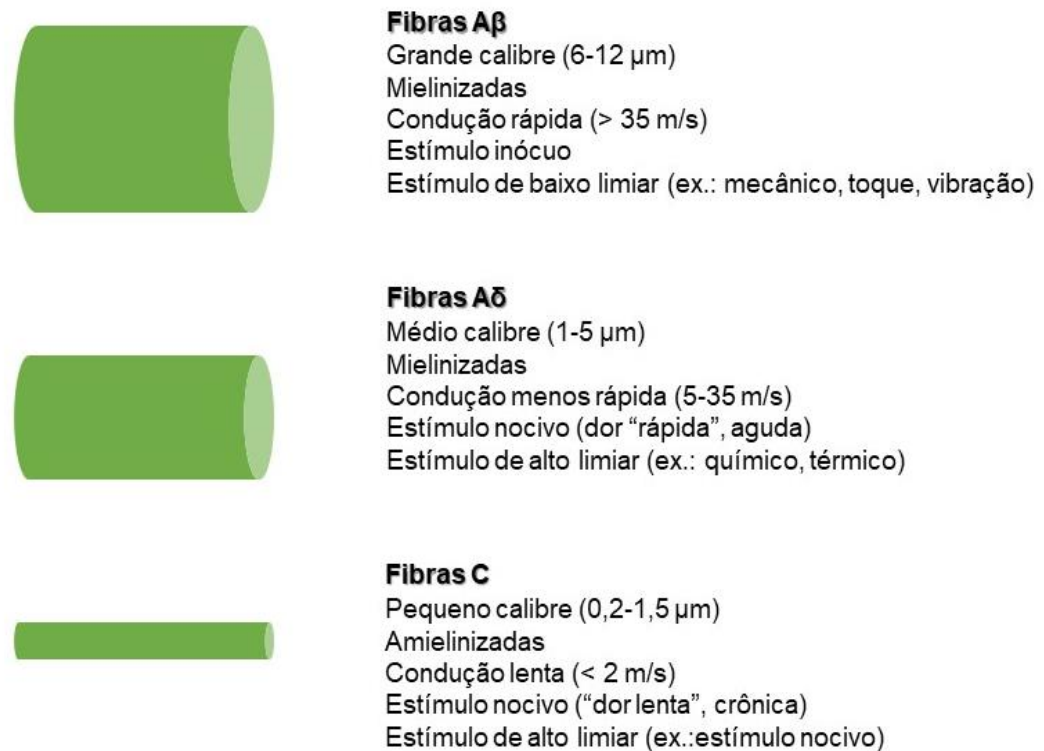 Fibras Aβ
Grande calibre (6-12 µm)
Mielinizadas
Condução rápida (> 35 m/s)
Estímulo inócuo
Estímulo de baixo limiar (ex.: mecânico, toque, vibração)
Fibras Aδ
Médio calibre (1-5 µm)
Mielinizadas
Condução menos rápida (5-35 m/s)
Estímulo nocivo (dor “rápida”, aguda)
Estímulo de alto limiar (ex.: químico, térmico)
Fibras C
Pequeno calibre (0,2-1,5 µm)
Amielinizadas
Condução lenta (< 2 m/s)
Estímulo nocivo (“dor lenta”, crônica)
Estímulo de alto limiar (ex.:estímulo nocivo)